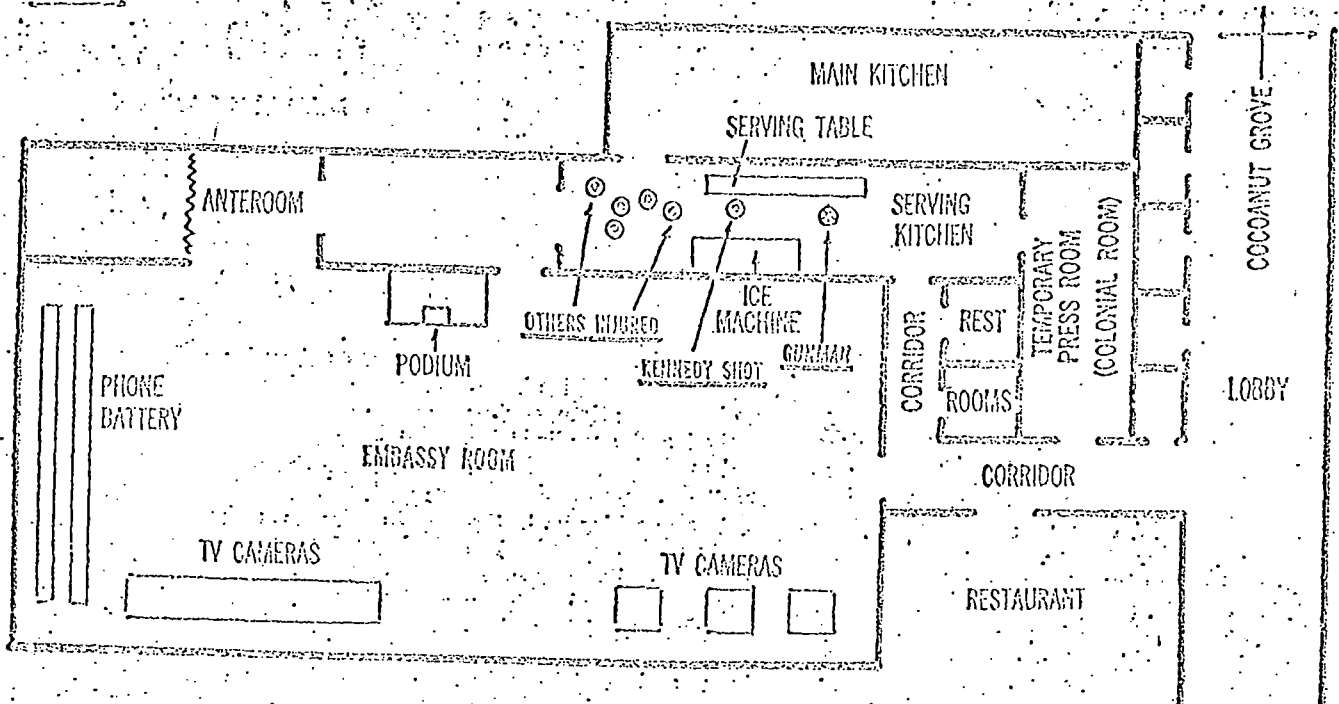 MAIN KITCHEN
SERVING TABLE
COCOANUT GROVE
ANTEROOM
SERVING
KITCHEN
TEMPORARY
PRESS ROOM
(COLONIAL ROOM)
OTHERS INJURED
ICE
MACHINE
KENNEDY SHOT
GUNMAN
PODIUM
CORRIDOR
REST
ROOMS
PHONE
BATTERY
LOBBY
EMBASSY ROOM
CORRIDOR
TV CAMERAS
TV CAMERAS
RESTAURANT